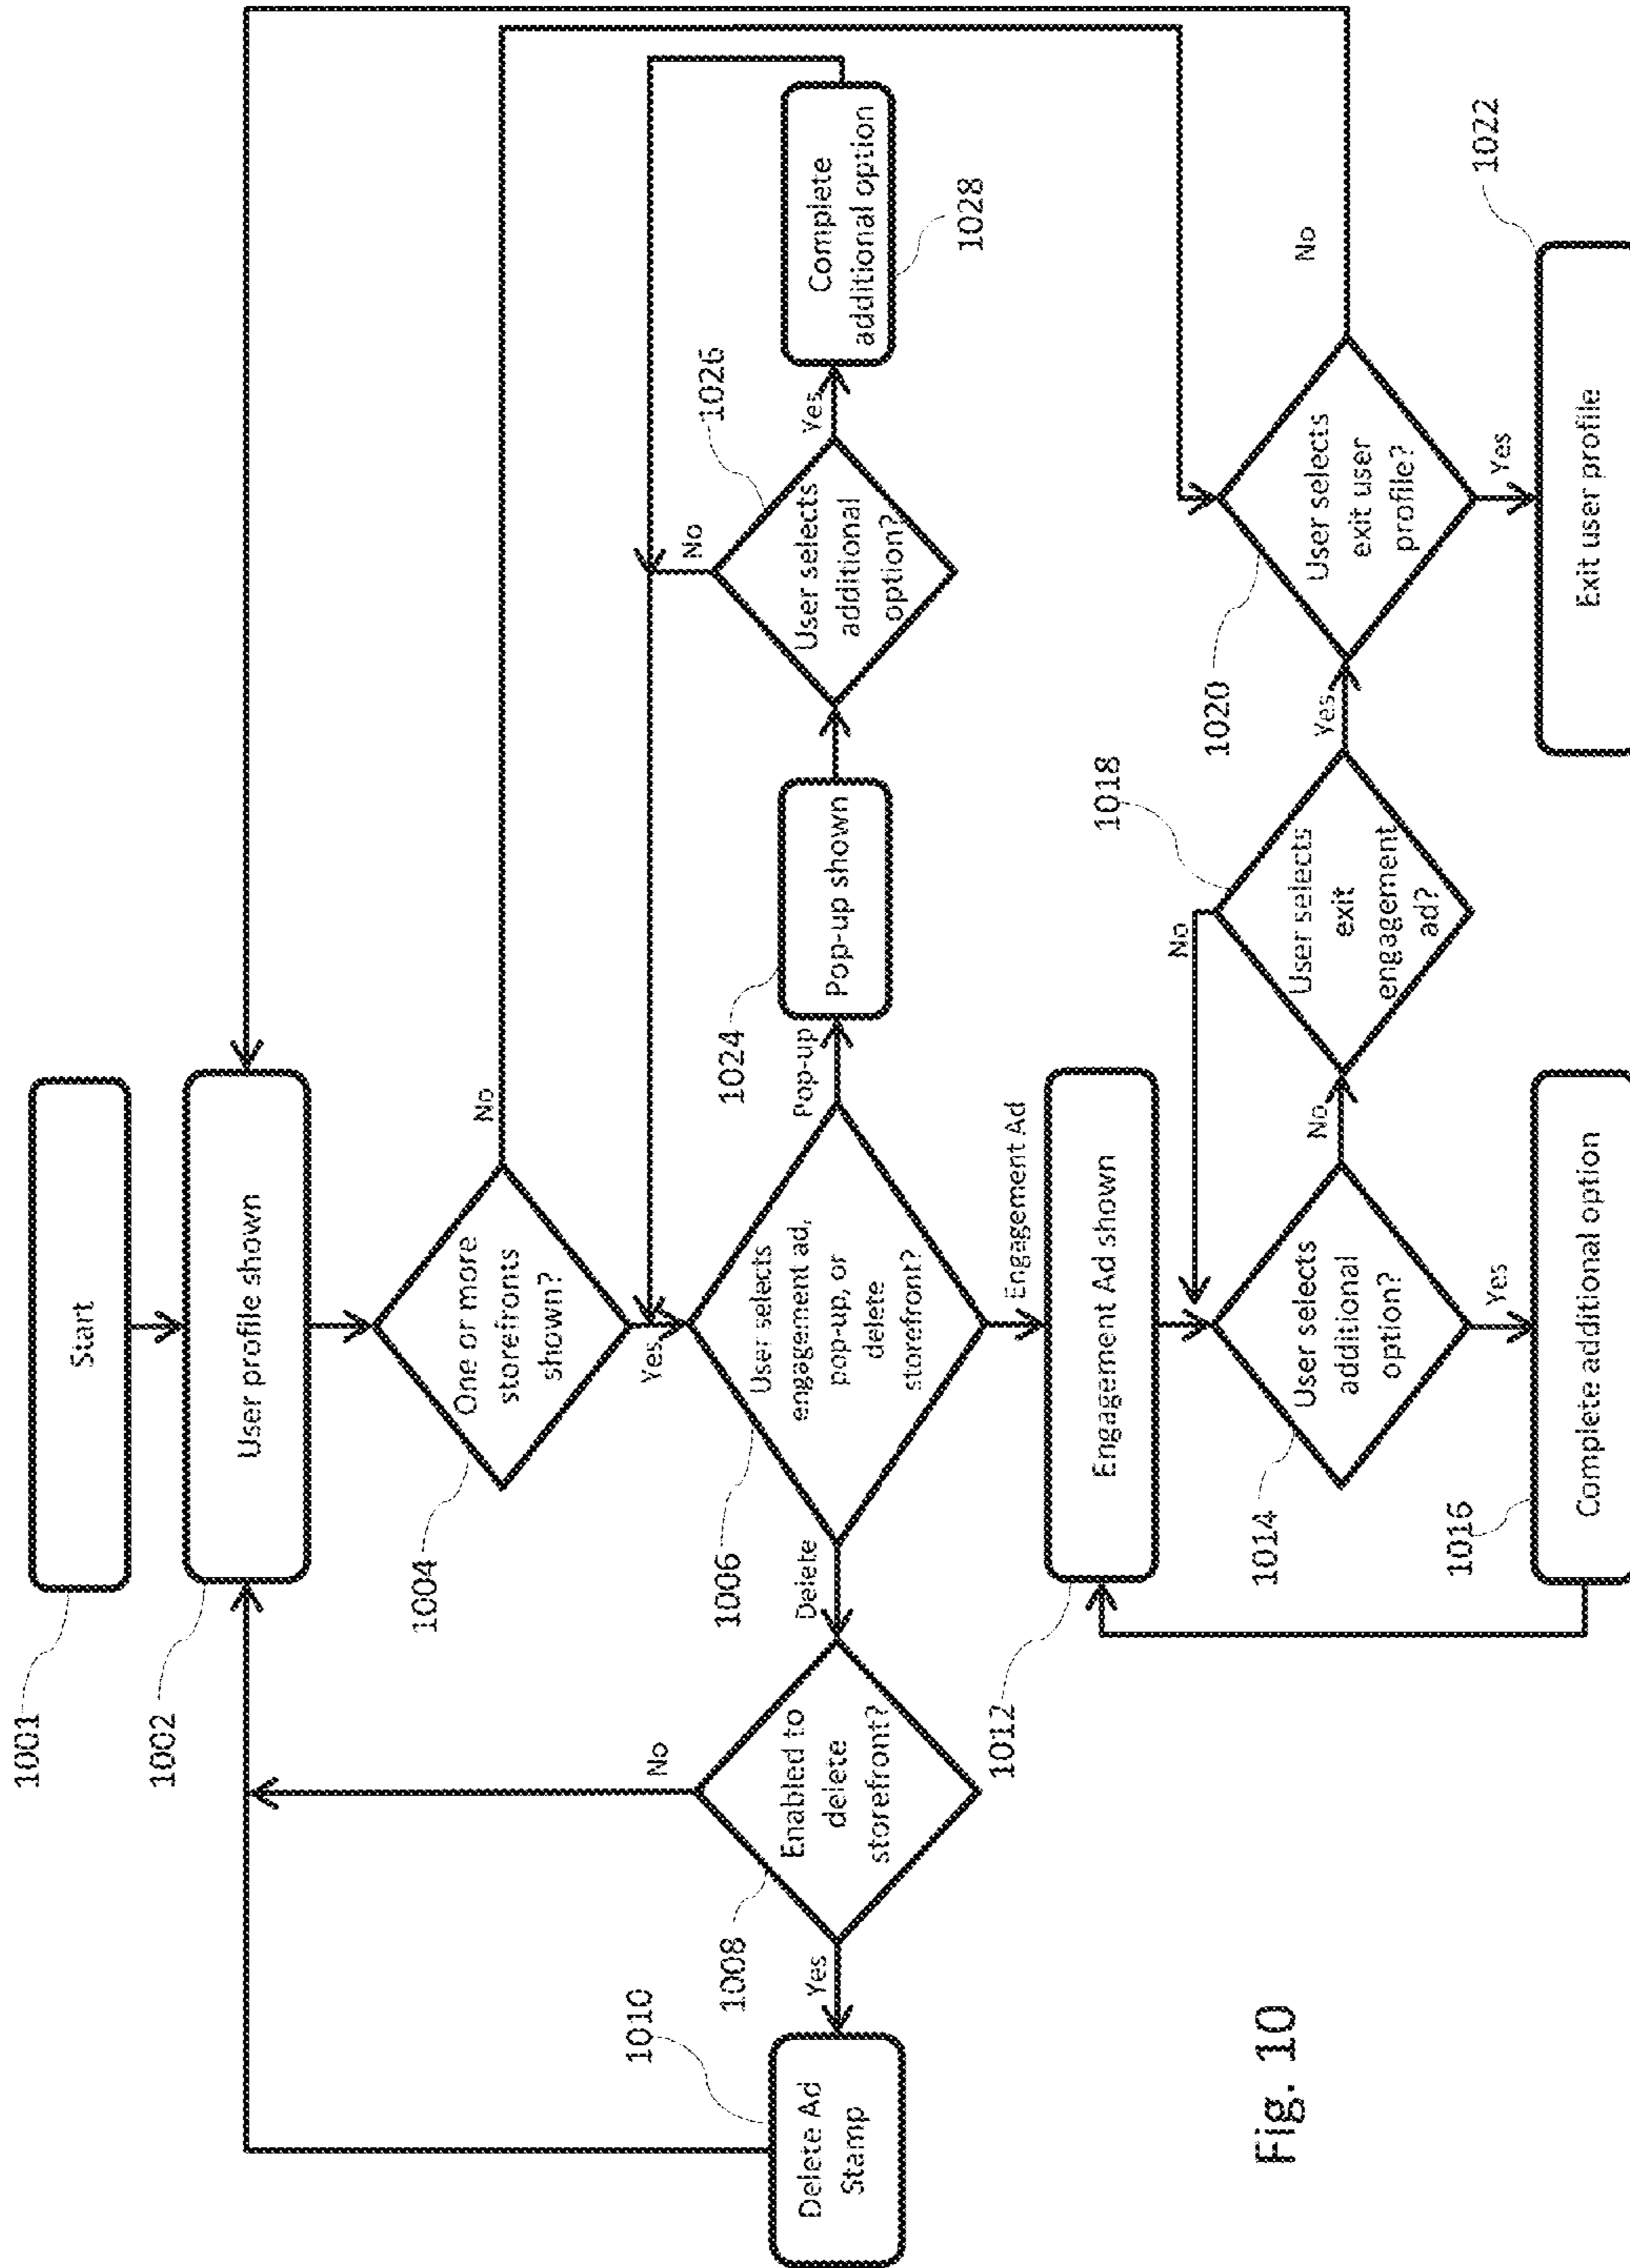 1001
Start
1002
User profile shown
1004
One or more
storefronts
shown?
No
Yes
1006
User selects
engagement ad,
pop-up, or
delete
storefront?
Delete
Pop-up
Engagement Ad
1008
Enabled to
delete
storefront?
No
Yes
1010
Delete Ad
Stamp
1024
Pop-up shown
1026
User selects
additional
option?
No
Yes
Complete
additional option
1028
1012
Engagement Ad shown
1014
User selects
additional
option?
No
Yes
1016
Complete additional option
1018
User selects
exit
engagement
ad?
No
Yes
1020
User selects
exit user
profile?
No
Yes
1022
Exit user profile
Fig. 10